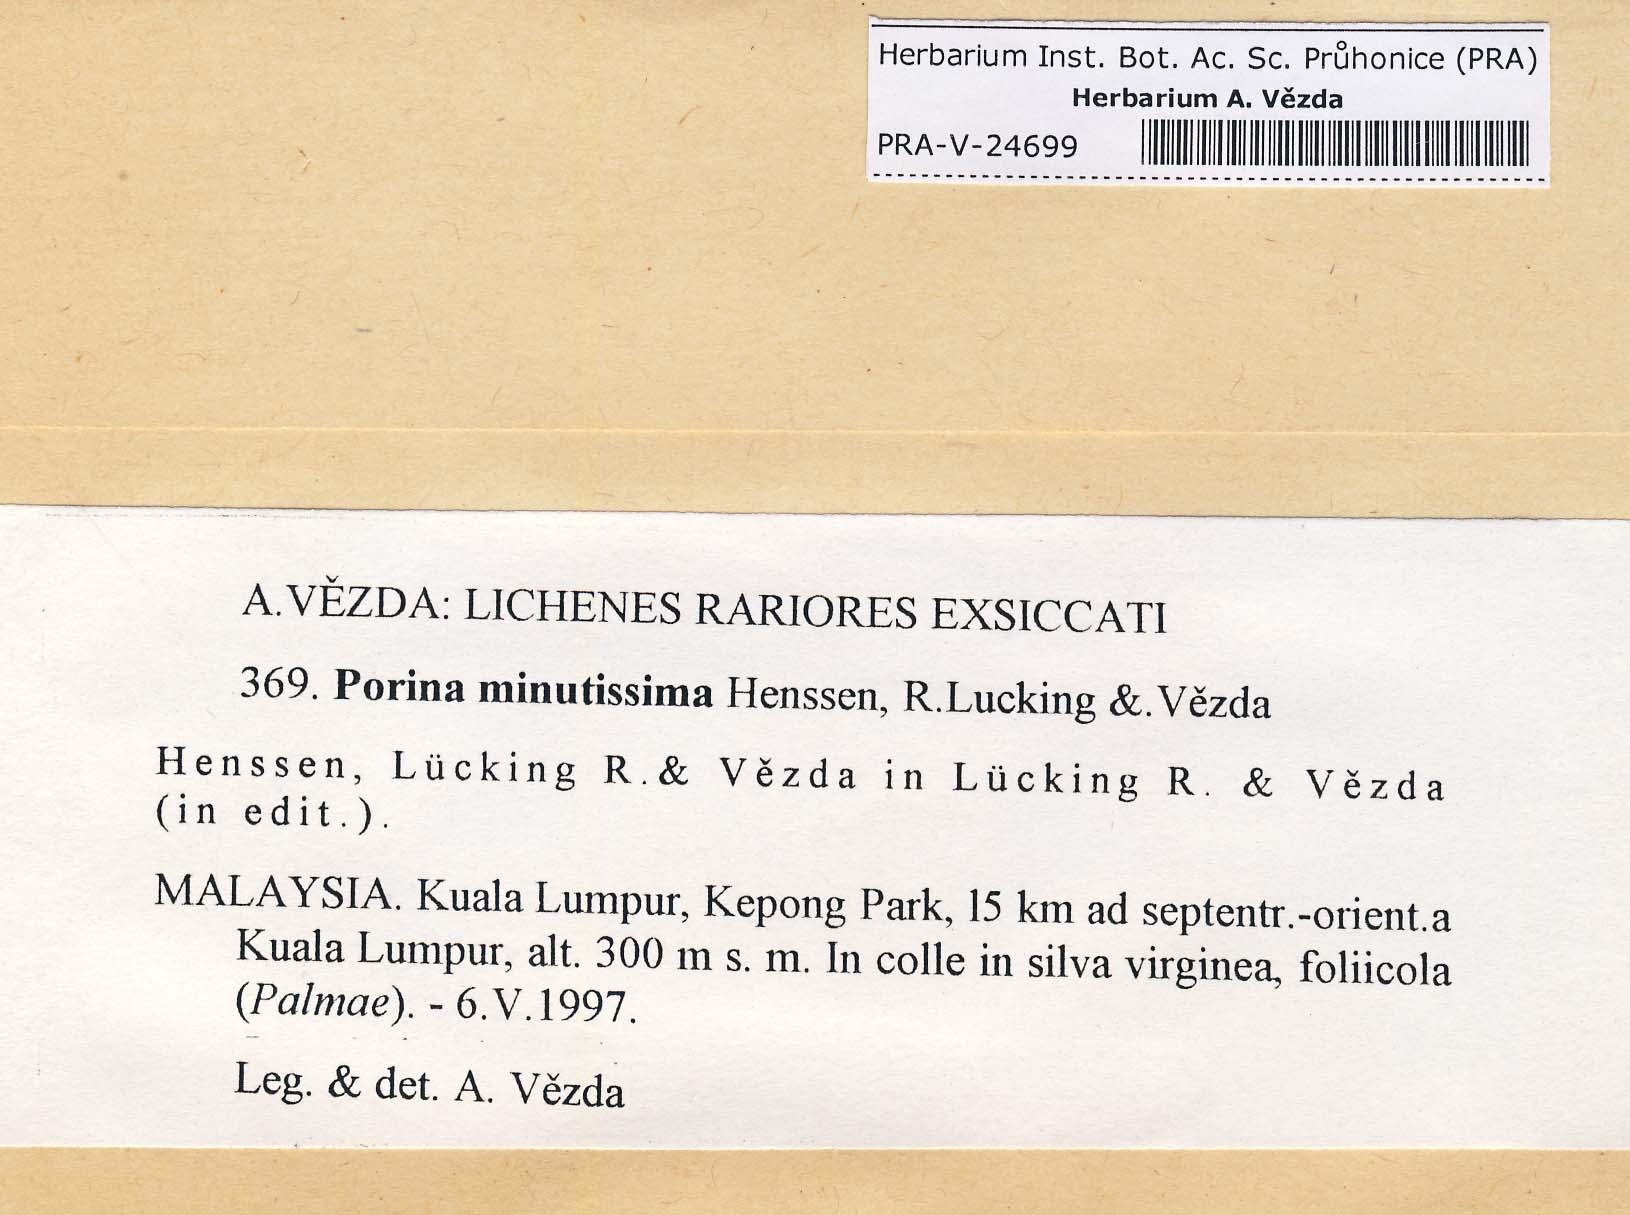 Herbarium Inst. Bot. Ac. Sc. Průhonice (PRA)
Herbarium A. Vězda
PRA-V-24699
A.VĚZDA: LICHENES RARIORES EXSICCATI
369. Porina minutissima Henssen, R.Lucking &.Vězda
Henssen, Lücking R.& Vězda in Lücking R. & Vězda
(in edit.).
MALAYSIA. Kuala Lumpur, Kepong Park, 15 km ad septentr.-orient.a
Kuala Lumpur, alt. 300 m s. m. In colle in silva virginea, foliicola
(Palmae). - 6.V.1997.
Leg. & det. A. Vězda